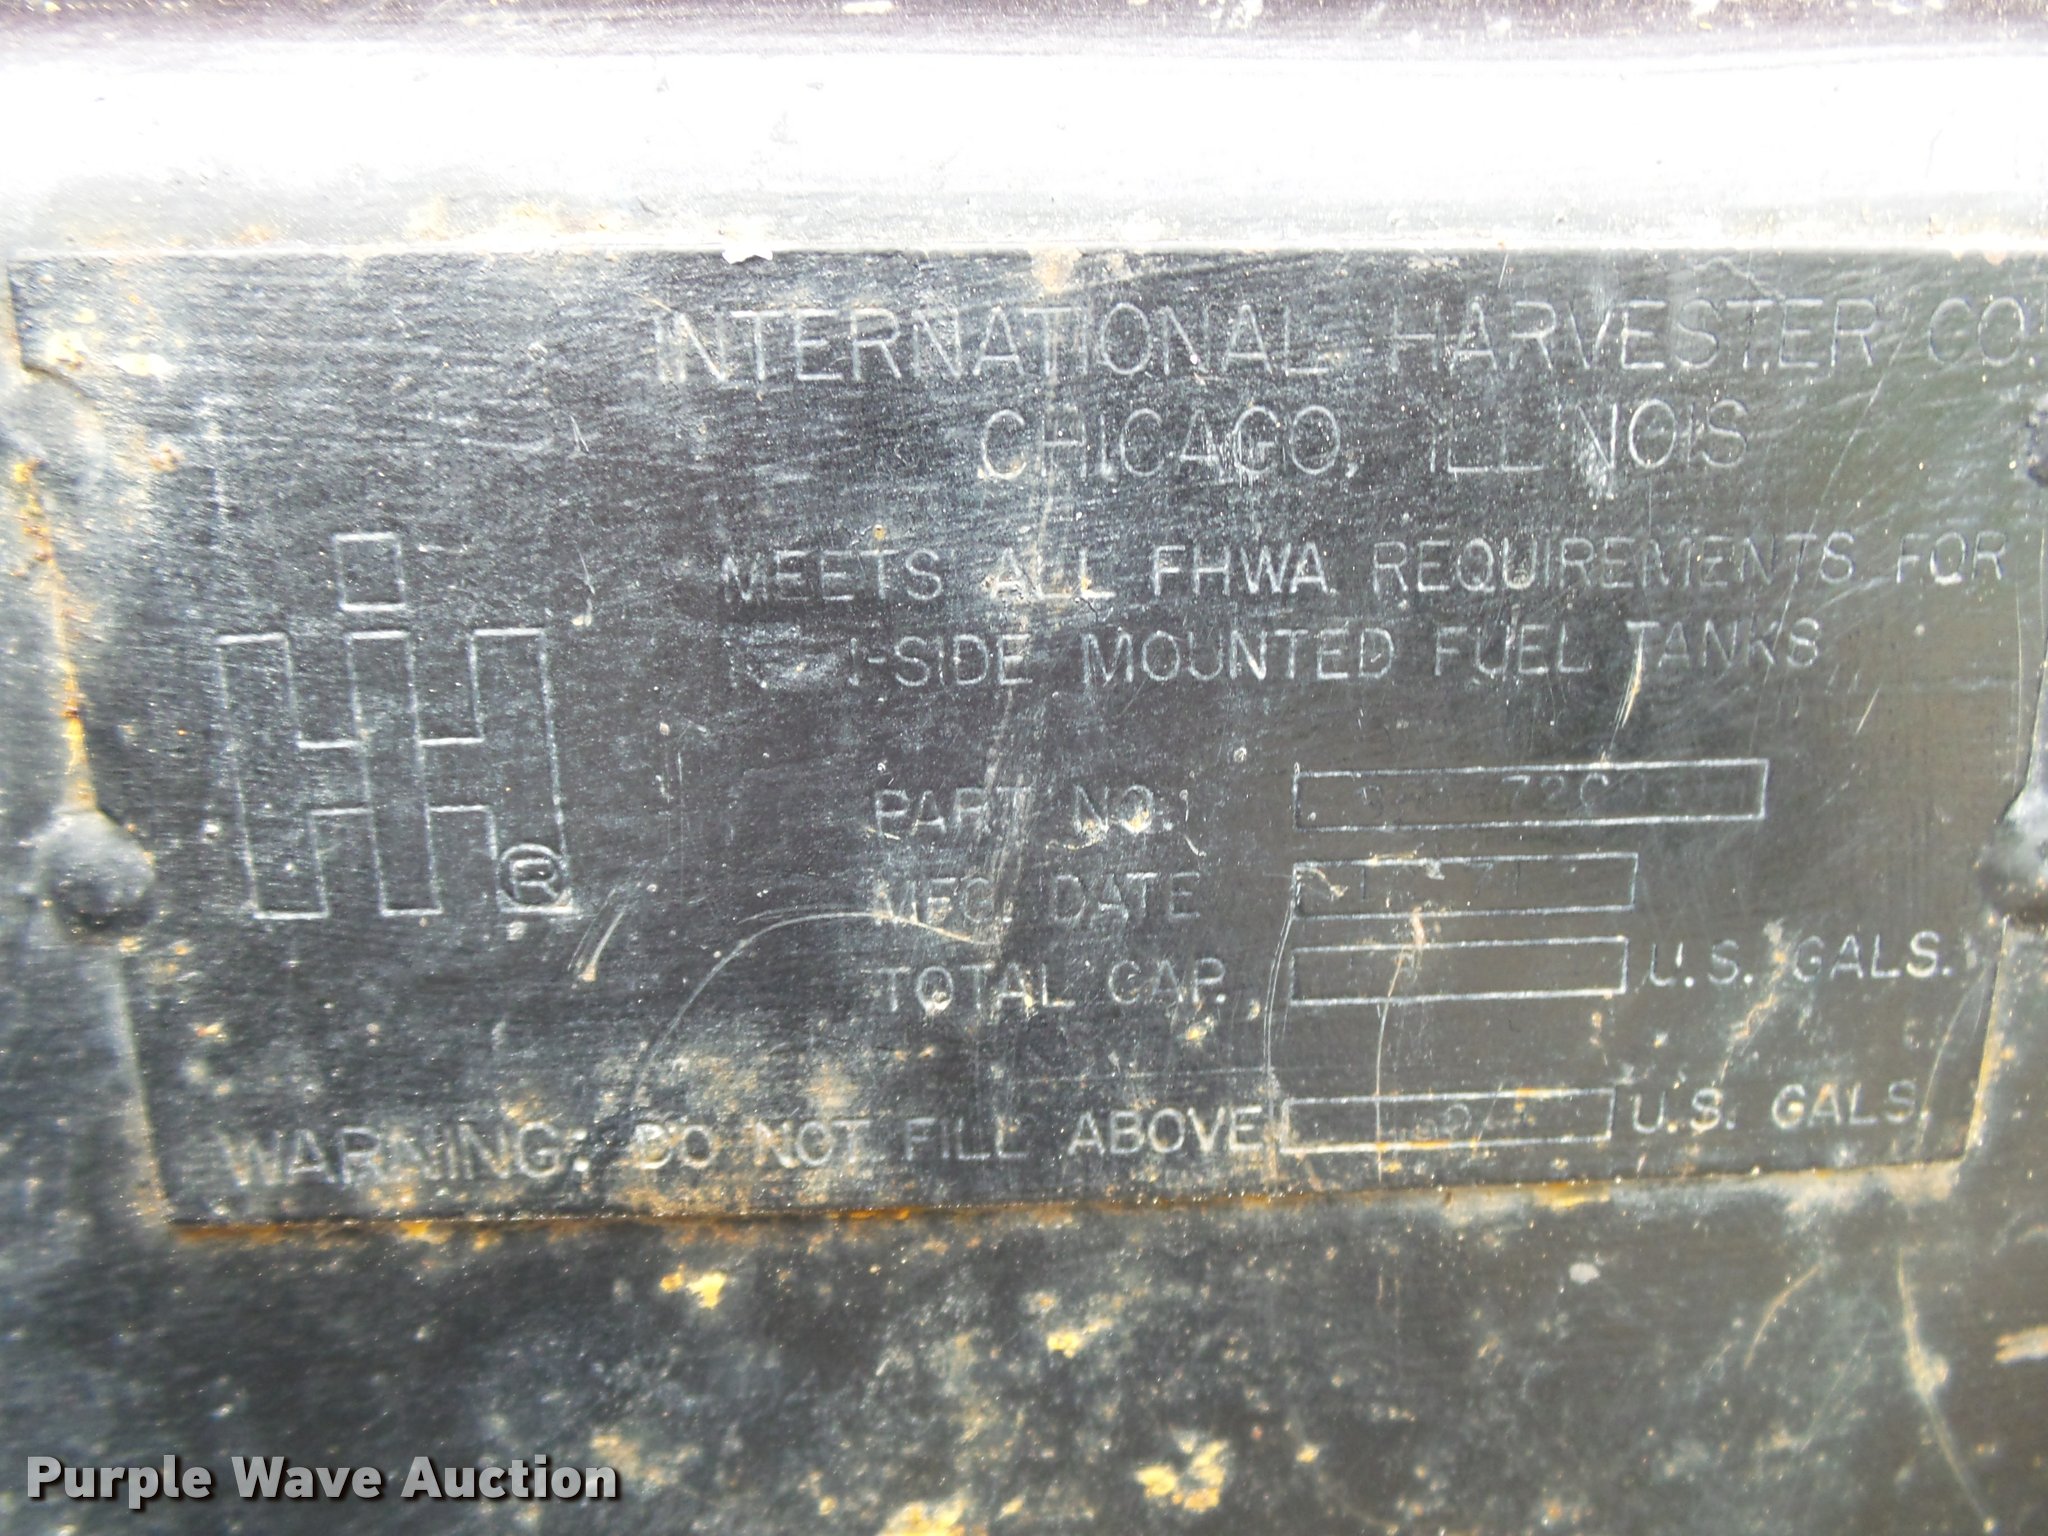 INTERNATIONAL HARVESTER CO.
CHICAGO, ILLINOIS
MEETS ALL FHWA REQUIREMENTS FOR
-SIDE MOUNTED FUEL TANKS
PART NO.
MFG. DATE
TOTAL CAP. U.S. GALS.
WARNING: DO NOT FILL ABOVE U.S. GALS.
®
Purple Wave Auction